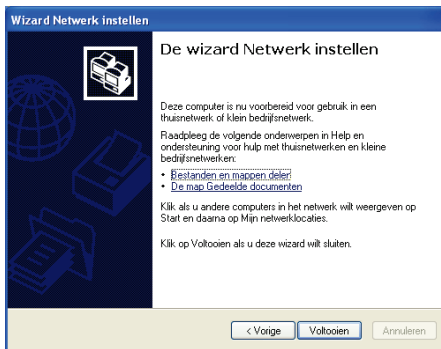 Wizard Netwerk instellen
De wizard Netwerk instellen
Deze computer is nu voorbereid voor gebruik in een
thuisnetwerk of klein bedrijfsnetwerk.
Raadpleeg de volgende onderwerpen in Help en
ondersteuning voor hulp met thuisnetwerken en kleine
bedrijfsnetwerken:
• Bestanden en mappen delen
• De map Gedeelde documenten
Klik als u andere computers in het netwerk wilt weergeven op
Start en daarna op Mijn netwerklocaties.
Klik op Voltooien als u deze wizard wilt sluiten.
< Vorige
Voltooien
Annuleren